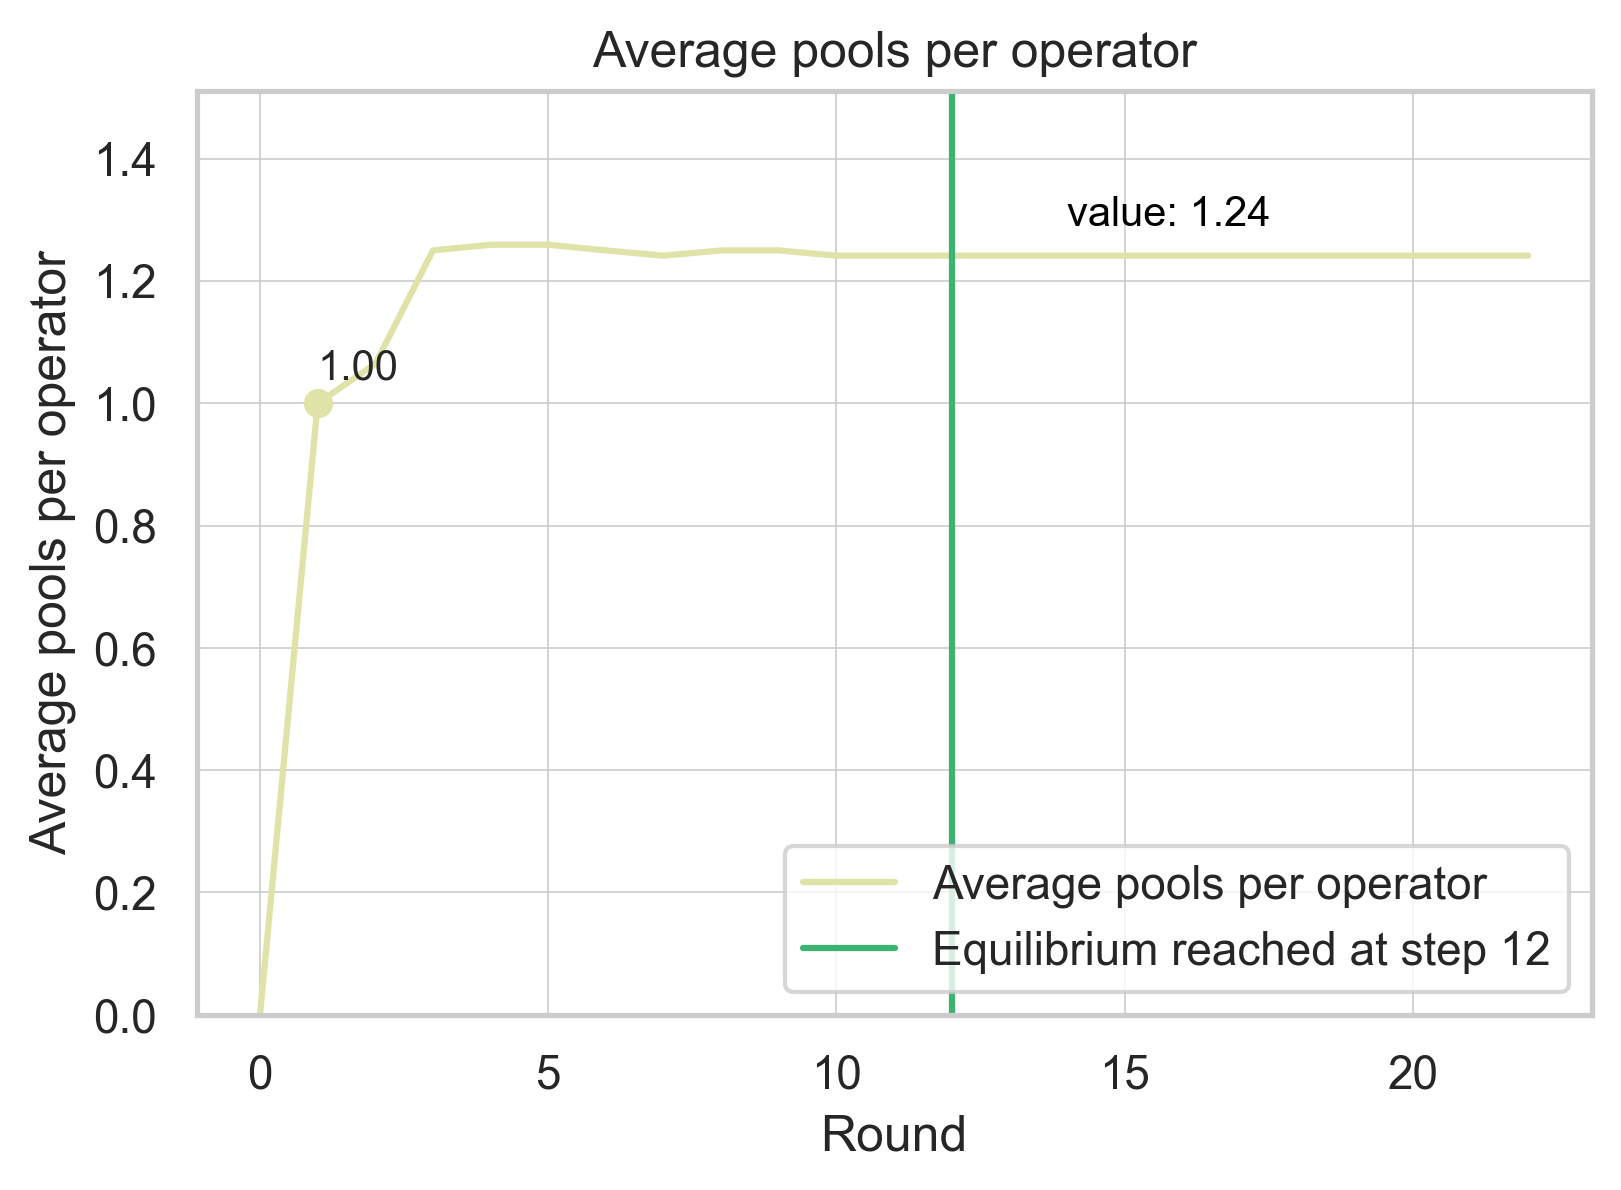 Average pools per operator
Average pools per operator
1.4
1.2
1.0
0.8
0.6
0.4
0.2
0.0
value: 1.24
1.00
Average pools per operator
Equilibrium reached at step 12
0 5 10 15 20
Round